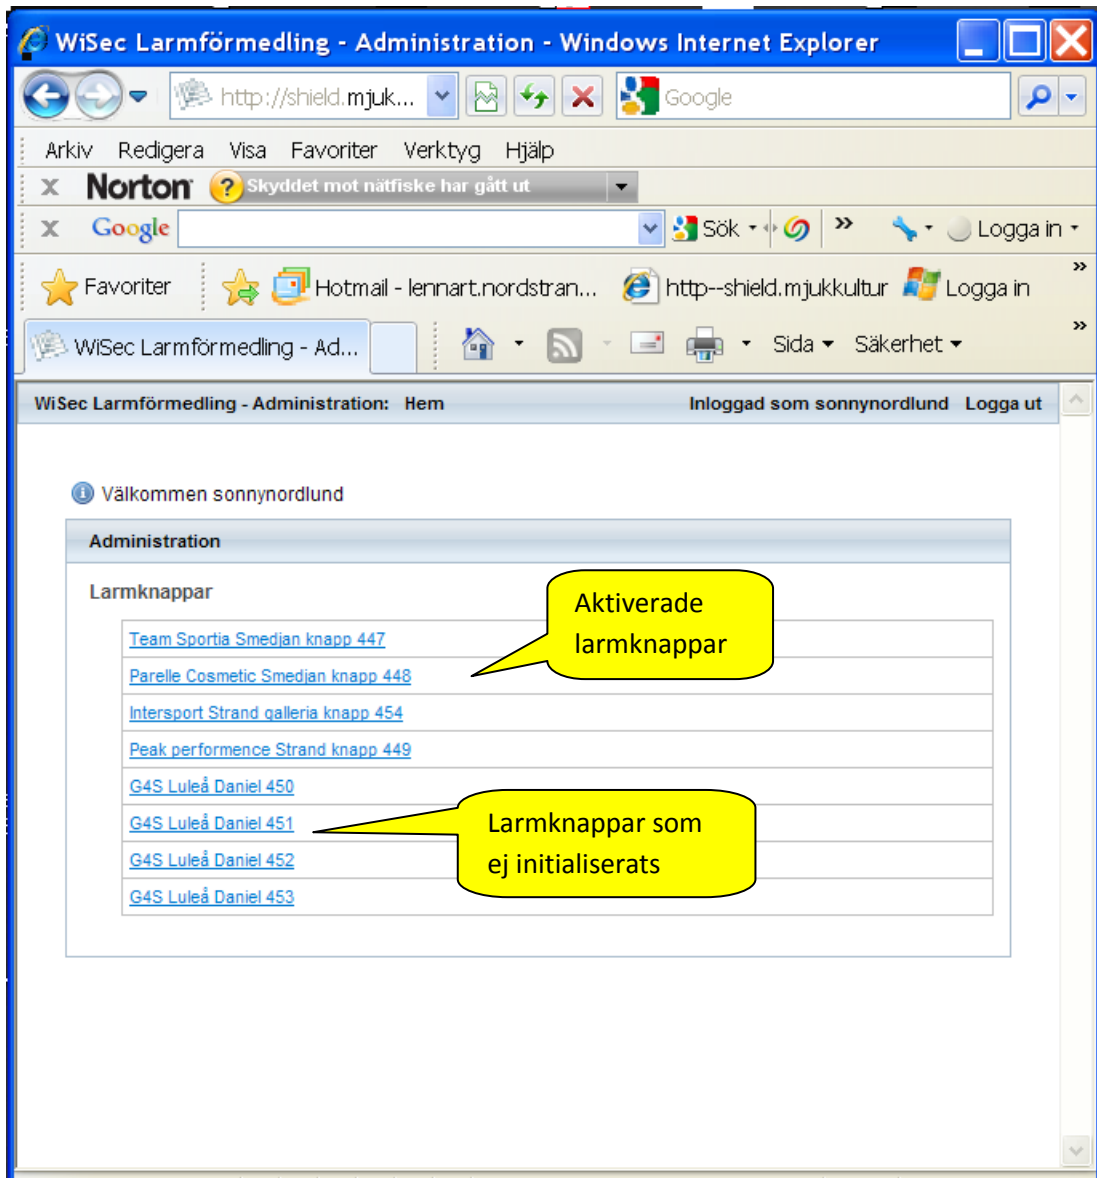 WiSec Larmförmedling - Administration - Windows Internet Explorer
http://shield.mjuk... Google
Arkiv Redigera Visa Favoriter Verktyg Hjälp
x Norton ? Skyddet mot nätfiske har gått ut
x Google Sök » Logga in
Favoriter Hotmail - lennart.nordstran... http--shield.mjukkultur Logga in »
WiSec Larmförmedling - Ad... Sida Säkerhet »
WiSec Larmförmedling - Administration: Hem Inloggad som sonnynordlund Logga ut
Välkommen sonnynordlund
Administration
Larmknappar
Aktiverade
larmknappar
Team Sportia Smedjan knapp 447
Parelle Cosmetic Smedjan knapp 448
Intersport Strand galleria knapp 454
Peak performence Strand knapp 449
G4S Luleå Daniel 450
G4S Luleå Daniel 451
Larmknappar som
ej initialiserats
G4S Luleå Daniel 452
G4S Luleå Daniel 453